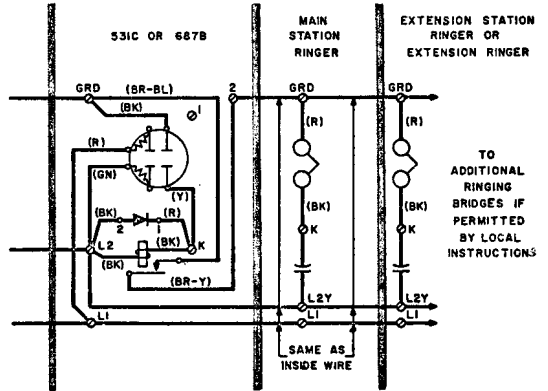 531C OR 687B
MAIN
STATION
RINGER
EXTENSION STATION
RINGER OR
EXTENSION RINGER
GRD
(BR-BL)
2
GRD
GRD
(BK)
1
(R)
(R)
(R)
(GN)
(Y)
(BK)
2
1
(R)
(BK)
(BK)
L2
(BK)
K
K
K
(BK)
(BR-Y)
L2Y
L2Y
L1
L1
L1
SAME AS
INSIDE WIRE
TO
ADDITIONAL
RINGING
BRIDGES IF
PERMITTED
BY LOCAL
INSTRUCTIONS